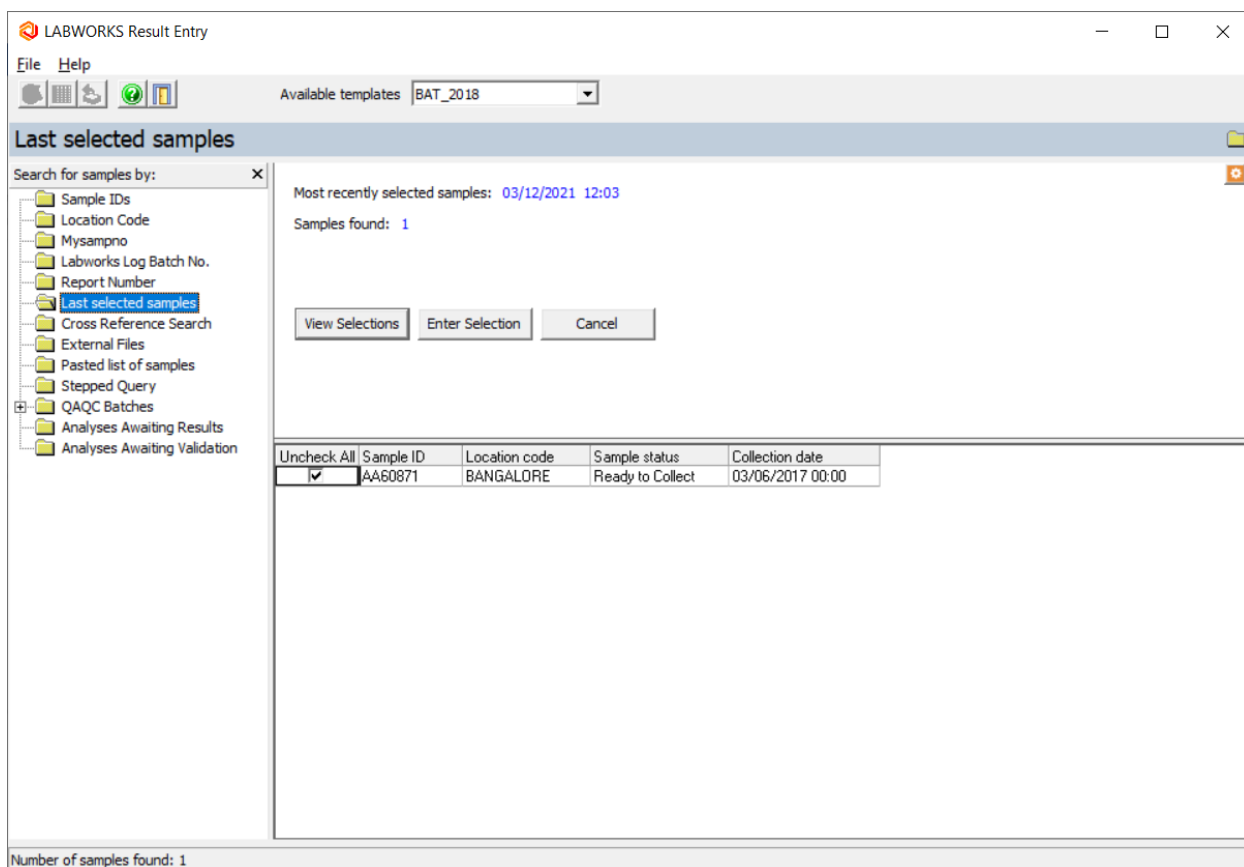 LABWORKS Result Entry
File Help
Available templates BAT_2018
Last selected samples
Search for samples by:
Sample IDs
Location Code
Mysampno
Labworks Log Batch No.
Report Number
Last selected samples
Cross Reference Search
External Files
Pasted list of samples
Stepped Query
QAQC Batches
Analyses Awaiting Results
Analyses Awaiting Validation
Most recently selected samples: 03/12/2021 12:03
Samples found: 1
View Selections Enter Selection Cancel
Uncheck All Sample ID Location code Sample status Collection date
AA60871 BANGALORE Ready to Collect 03/06/2017 00:00
Number of samples found: 1